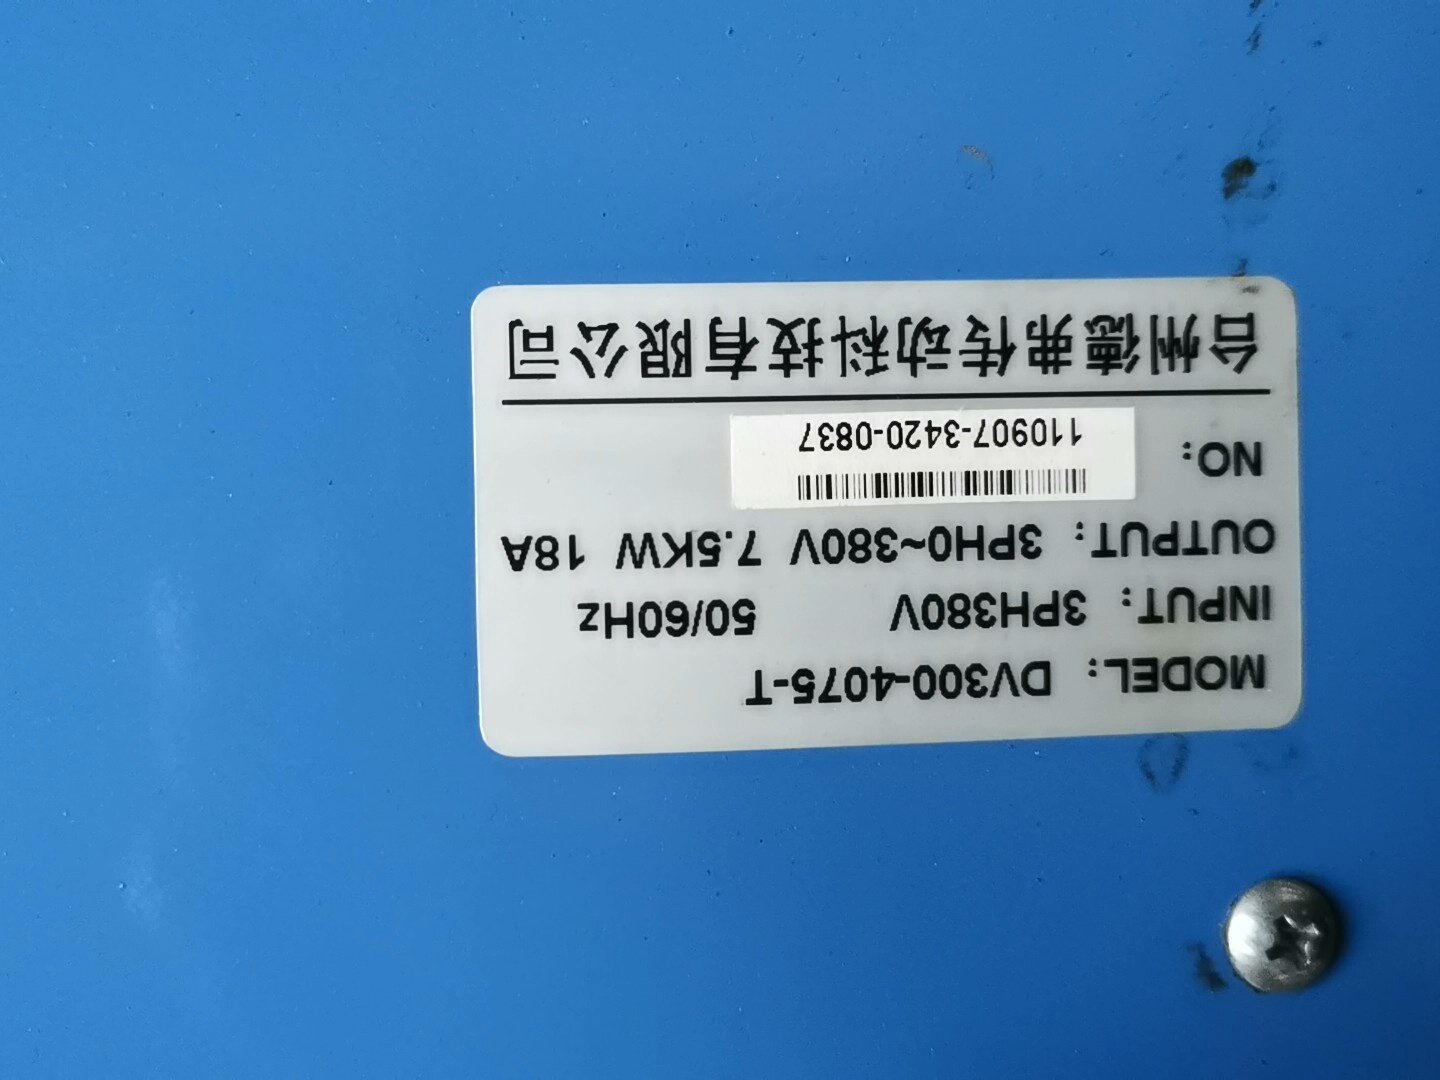 MODEL: DV300-4075-T
INPUT: 3PH380V 50/60Hz
OUTPUT: 3PH0~380V 7.5KW 18A
NO: 110907-3420-0837
台州德弗传动科技有限公司